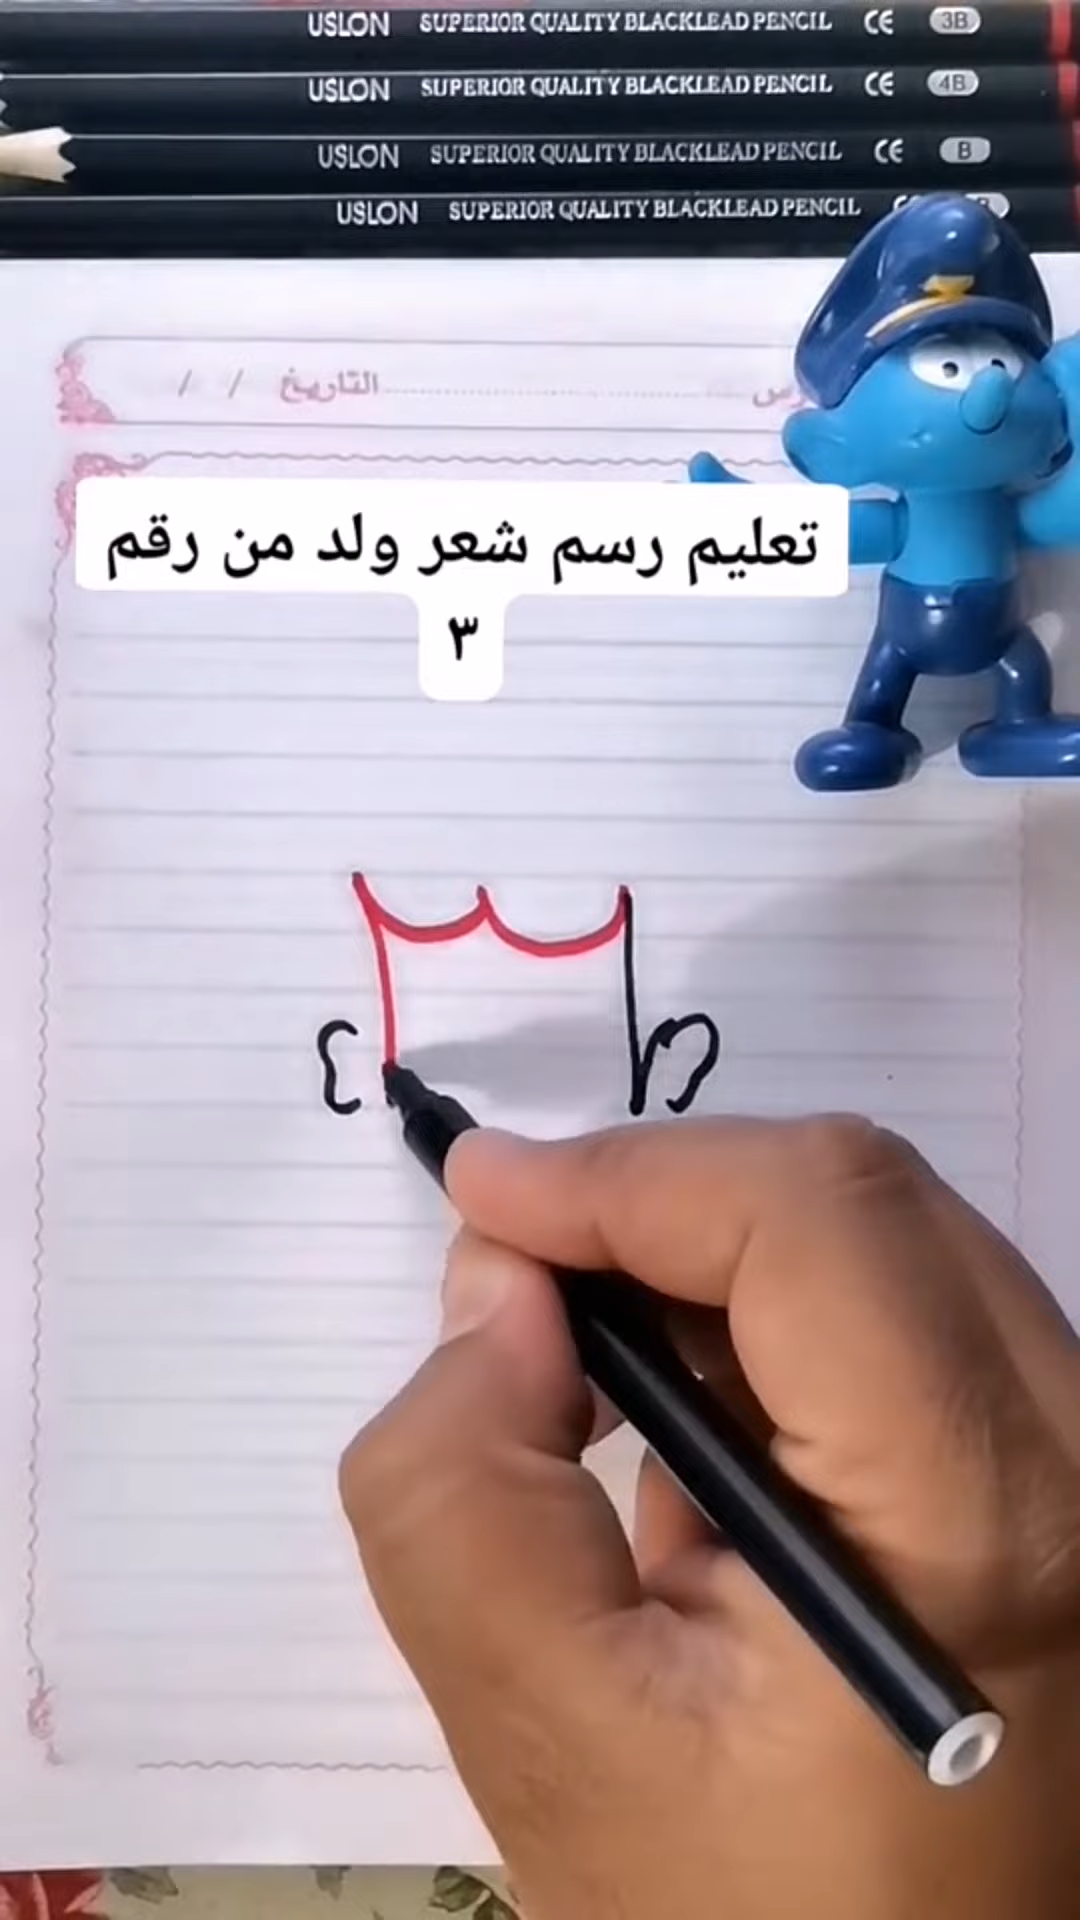 USLON SUPERIOR QUALITY BLACKLEAD PENCIL CE 3B
USLON SUPERIOR QUALITY BLACKLEAD PENCIL CE 4B
USLON SUPERIOR QUALITY BLACKLEAD PENCIL CE B
USLON SUPERIOR QUALITY BLACKLEAD PENCIL
التاريخ / /
تعليم رسم شعر ولد من رقم
٣